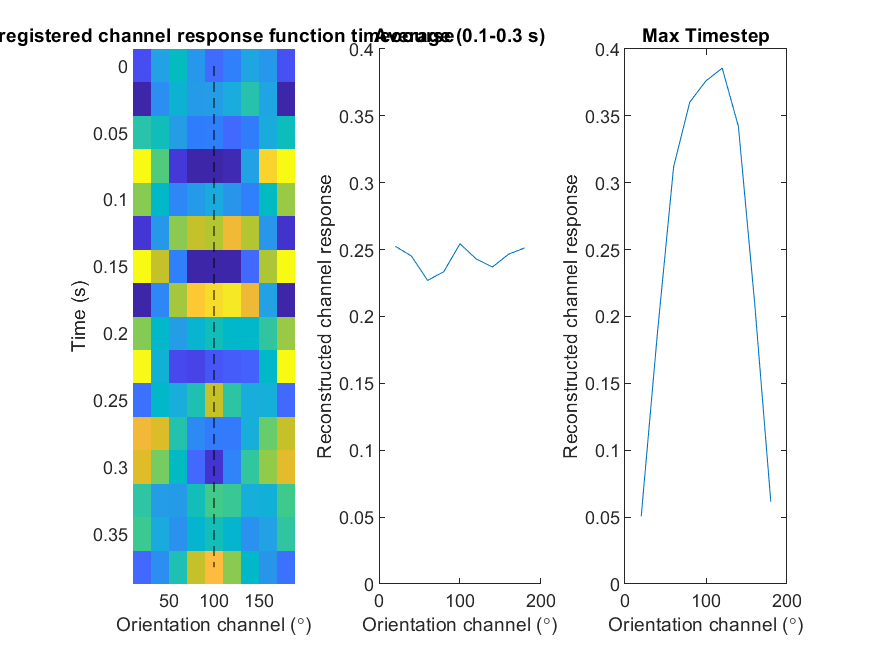 registered channel response function timecourse
Average (0.1-0.3 s)
Max Timestep
0
0.05
0.1
0.15
0.2
0.25
0.3
0.35
Time (s)
50 100 150
Orientation channel (°)
0.4
0.35
0.3
0.25
0.2
0.15
0.1
0.05
0
Reconstructed channel response
0 100 200
Orientation channel (°)
0.4
0.35
0.3
0.25
0.2
0.15
0.1
0.05
0
Reconstructed channel response
0 100 200
Orientation channel (°)